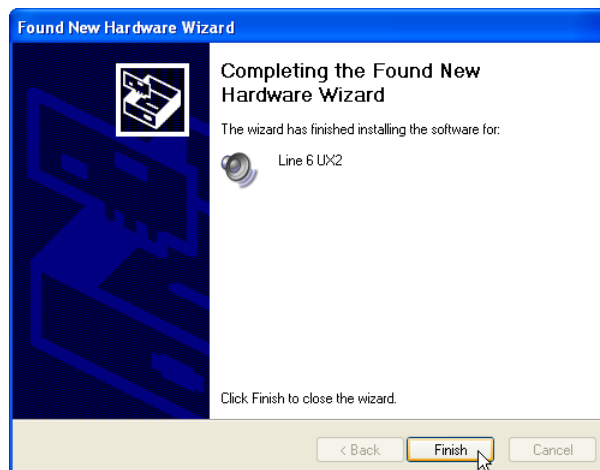 Found New Hardware Wizard
Completing the Found New
Hardware Wizard
The wizard has finished installing the software for:
Line 6 UX2
Click Finish to close the wizard.
< Back Finish Cancel